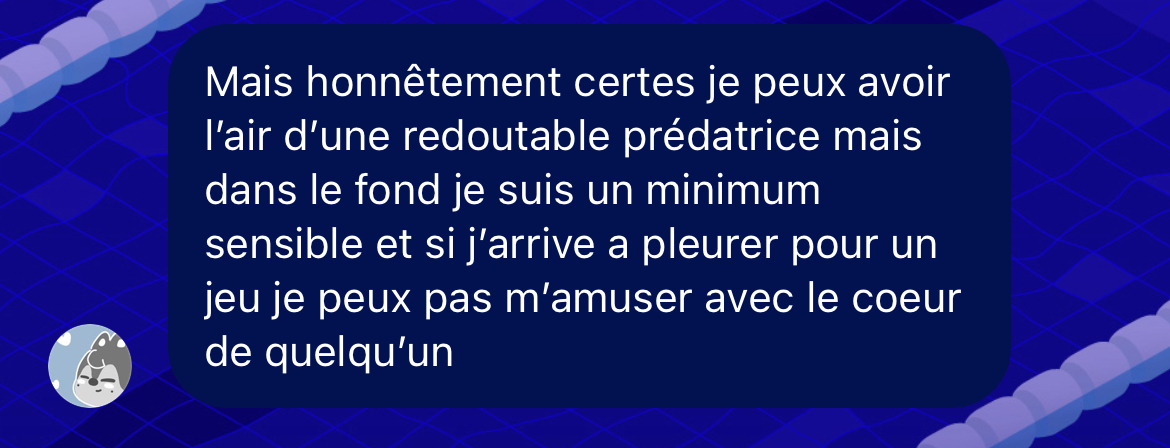 Mais honnêtement certes je peux avoir
l’air d’une redoutable prédatrice mais
dans le fond je suis un minimum
sensible et si j’arrive a pleurer pour un
jeu je peux pas m’amuser avec le coeur
de quelqu’un